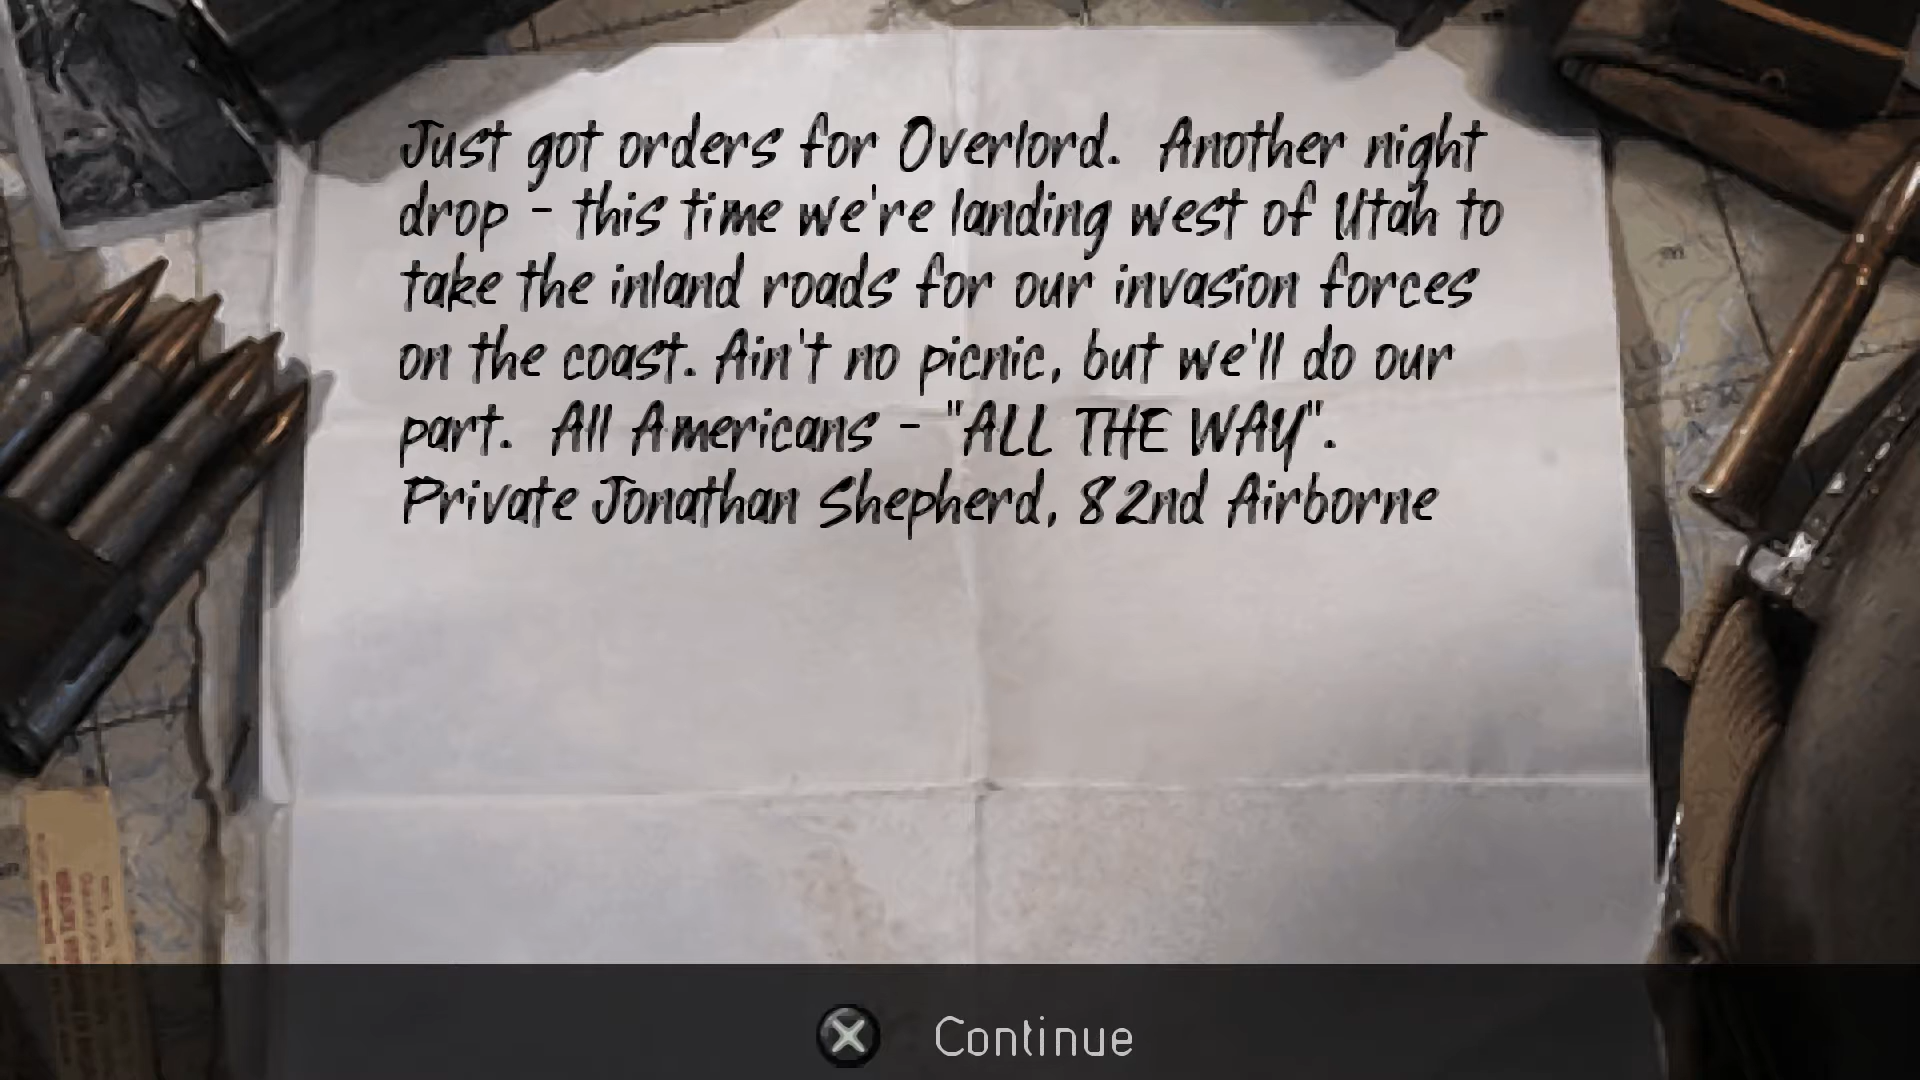 Just got orders for Overlord.  Another night
drop - this time we're landing west of Utah to
take the inland roads for our invasion forces
on the coast. Ain't no picnic, but we'll do our
part.  All Americans - "ALL THE WAY".
Private Jonathan Shepherd, 82nd Airborne
Continue